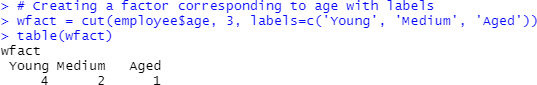 > # Creating a factor corresponding to age with labels
> wfact = cut(employee$age, 3, labels=c('Young', 'Medium', 'Aged'))
> table(wfact)
wfact
 Young Medium   Aged
     4      2      1